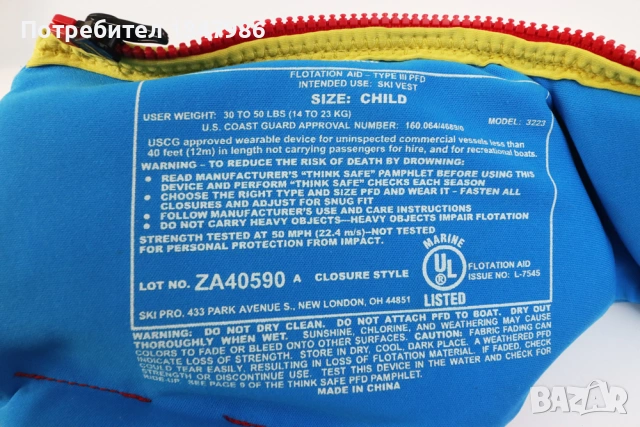 Потребител 1986
FLOTATION AID – TYPE III PFD
INTENDED USE: SKI VEST
SIZE: CHILD
USER WEIGHT: 30 TO 50 LBS (14 TO 23 KG)
MODEL: 3223
U.S. COAST GUARD APPROVAL NUMBER: 160.064/4689/0
USCG approved wearable device for uninspected commercial vessels less than
40 feet (12m) in length not carrying passengers for hire, and for recreational boats.
WARNING – TO REDUCE THE RISK OF DEATH BY DROWNING:
• READ MANUFACTURER'S "THINK SAFE" PAMPHLET BEFORE USING THIS
DEVICE AND PERFORM "THINK SAFE" CHECKS EACH SEASON
• CHOOSE THE RIGHT TYPE AND SIZE PFD AND WEAR IT - FASTEN ALL
CLOSURES AND ADJUST FOR SNUG FIT
• FOLLOW MANUFACTURER'S USE AND CARE INSTRUCTIONS
• DO NOT CARRY HEAVY OBJECTS—HEAVY OBJECTS IMPAIR FLOTATION
STRENGTH TESTED AT 50 MPH (22.4 m/s)–NOT TESTED
FOR PERSONAL PROTECTION FROM IMPACT.
LOT NO. ZA40590 A CLOSURE STYLE
MARINE
UL
®
LISTED
FLOTATION AID
ISSUE NO: L-7545
SKI PRO. 433 PARK AVENUE S., NEW LONDON, OH 44851
WARNING: DO NOT DRY CLEAN. DO NOT ATTACH PFD TO BOAT. DRY OUT
THOROUGHLY WHEN WET. SUNSHINE, CHLORINE, AND WEATHERING MAY CAUSE
COLORS TO FADE OR BLEED ONTO OTHER SURFACES. CAUTION: FABRIC FADING CAN
INDICATE LOSS OF STRENGTH. STORE IN DRY, COOL, DARK PLACE. A WEATHERED PFD
COULD TEAR EASILY, RESULTING IN LOSS OF FLOTATION MATERIAL. IF FADED, CHECK
STRENGTH OR DISCONTINUE USE. TEST THIS DEVICE IN THE WATER AND CHECK FOR
RIDE-UP. SEE PAGE 9 OF THE THINK SAFE PFD PAMPHLET.
MADE IN CHINA
BAZAR